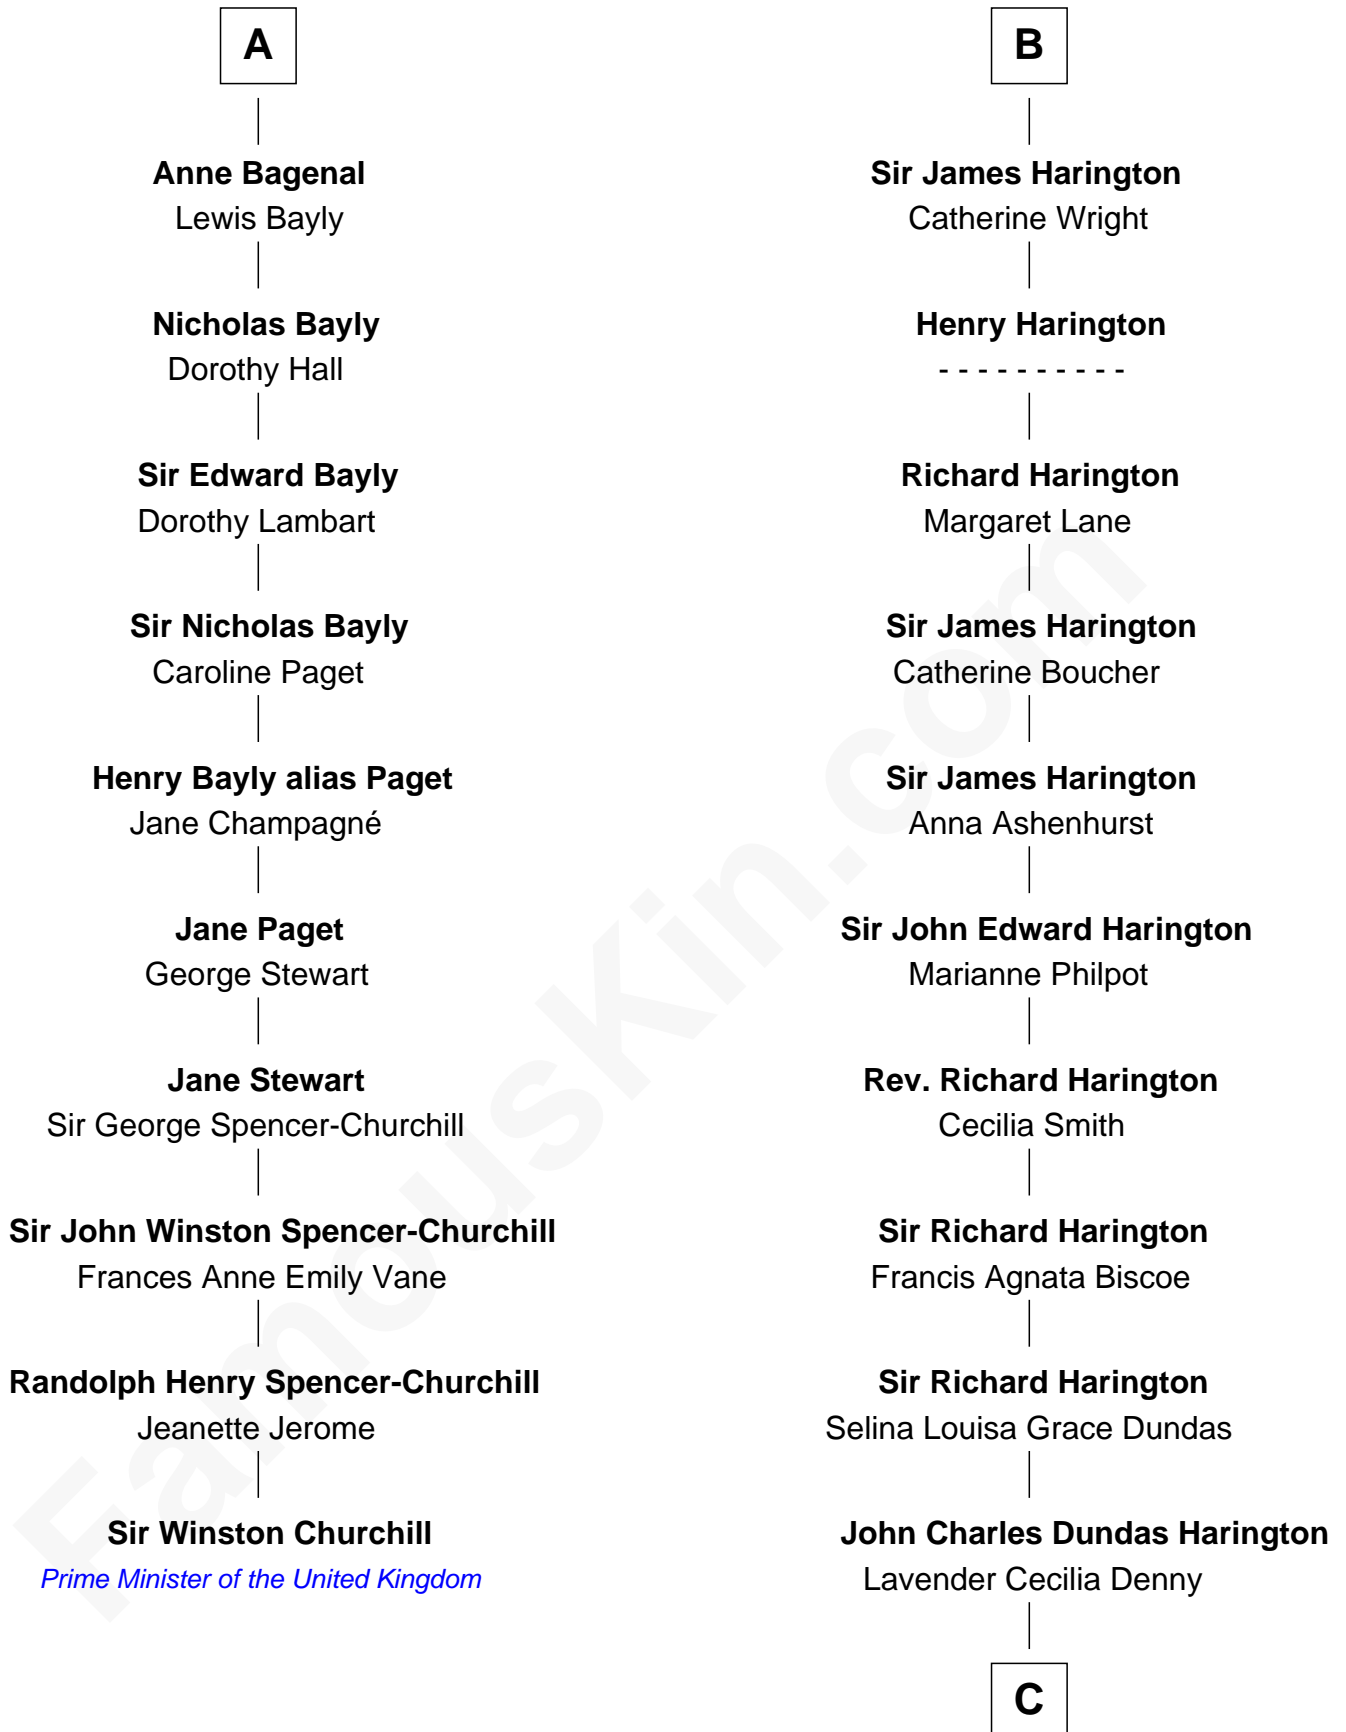 A
Anne Bagenal
Lewis Bayly
Nicholas Bayly
Dorothy Hall
Sir Edward Bayly
Dorothy Lambart
Sir Nicholas Bayly
Caroline Paget
Henry Bayly alias Paget
Jane Champagné
Jane Paget
George Stewart
Jane Stewart
Sir George Spencer-Churchill
Sir John Winston Spencer-Churchill
Frances Anne Emily Vane
Randolph Henry Spencer-Churchill
Jeanette Jerome
Sir Winston Churchill
Prime Minister of the United Kingdom
B
Sir James Harington
Catherine Wright
Henry Harington
- - - - - - - - - -
Richard Harington
Margaret Lane
Sir James Harington
Catherine Boucher
Sir James Harington
Anna Ashenhurst
Sir John Edward Harington
Marianne Philpot
Rev. Richard Harington
Cecilia Smith
Sir Richard Harington
Francis Agnata Biscoe
Sir Richard Harington
Selina Louisa Grace Dundas
John Charles Dundas Harington
Lavender Cecilia Denny
C
FamousKin.com